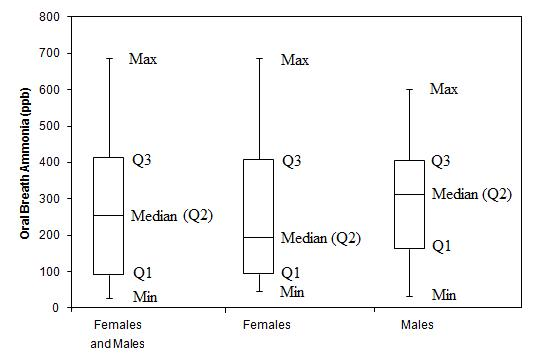 Oral Breath Ammonia (ppb)
800
700
600
500
400
300
200
100
0
Max
Q3
Median (Q2)
Q1
Min
Max
Q3
Median (Q2)
Q1
Min
Max
Q3
Median (Q2)
Q1
Min
Females
and Males
Females
Males